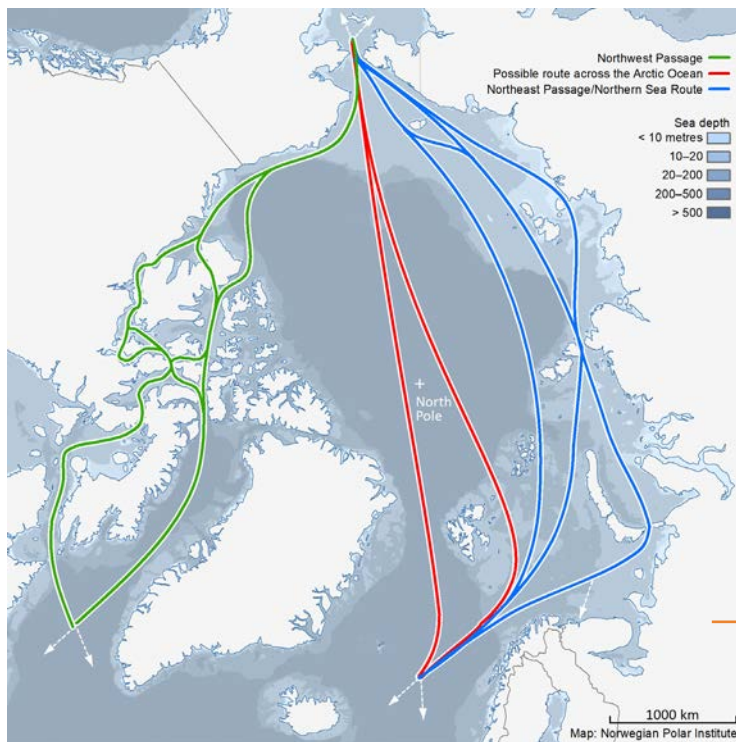 Northwest Passage
Possible route across the Arctic Ocean
Northeast Passage/Northern Sea Route
Sea depth
< 10 metres
10–20
20–200
200–500
> 500
North
Pole
1000 km
Map: Norwegian Polar Institute